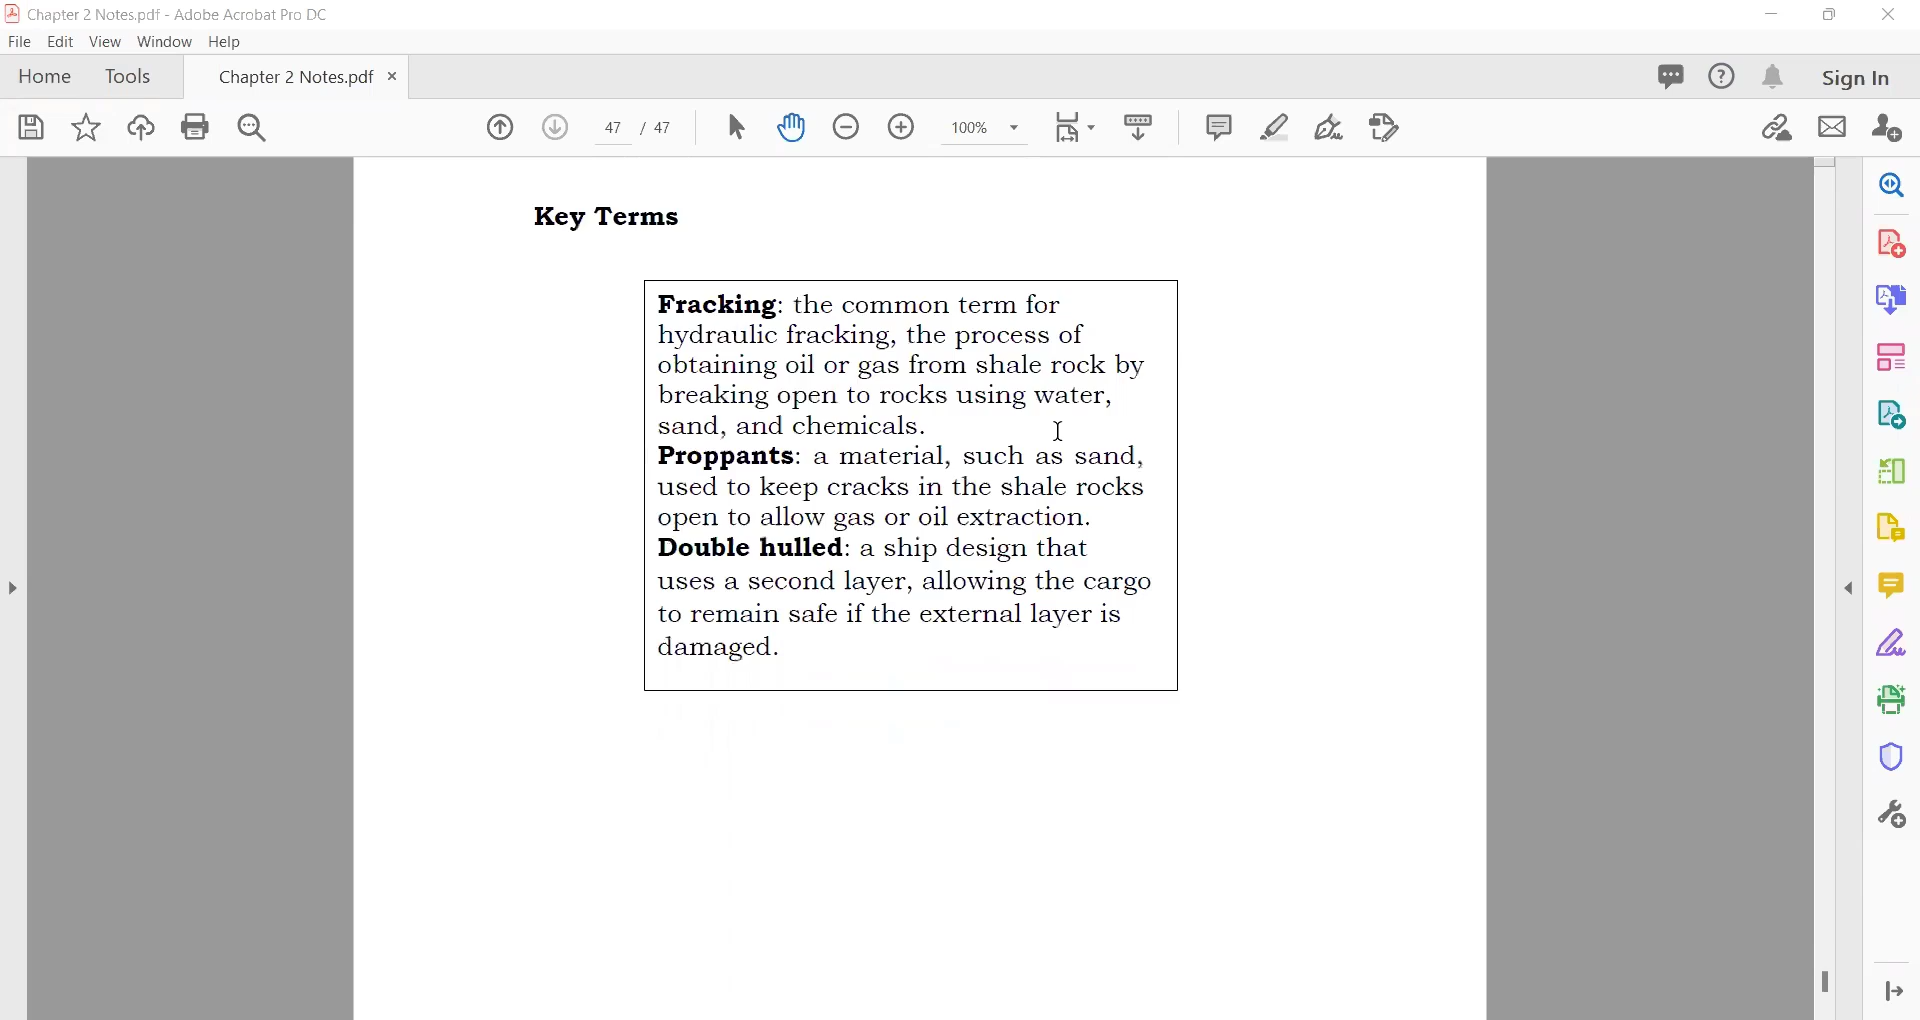 Chapter 2 Notes.pdf - Adobe Acrobat Pro DC
File Edit View Window Help
Home Tools Chapter 2 Notes.pdf × Sign In
47 / 47 100%
Key Terms
Fracking: the common term for
hydraulic fracking, the process of
obtaining oil or gas from shale rock by
breaking open to rocks using water,
sand, and chemicals.
Proppants: a material, such as sand,
used to keep cracks in the shale rocks
open to allow gas or oil extraction.
Double hulled: a ship design that
uses a second layer, allowing the cargo
to remain safe if the external layer is
damaged.